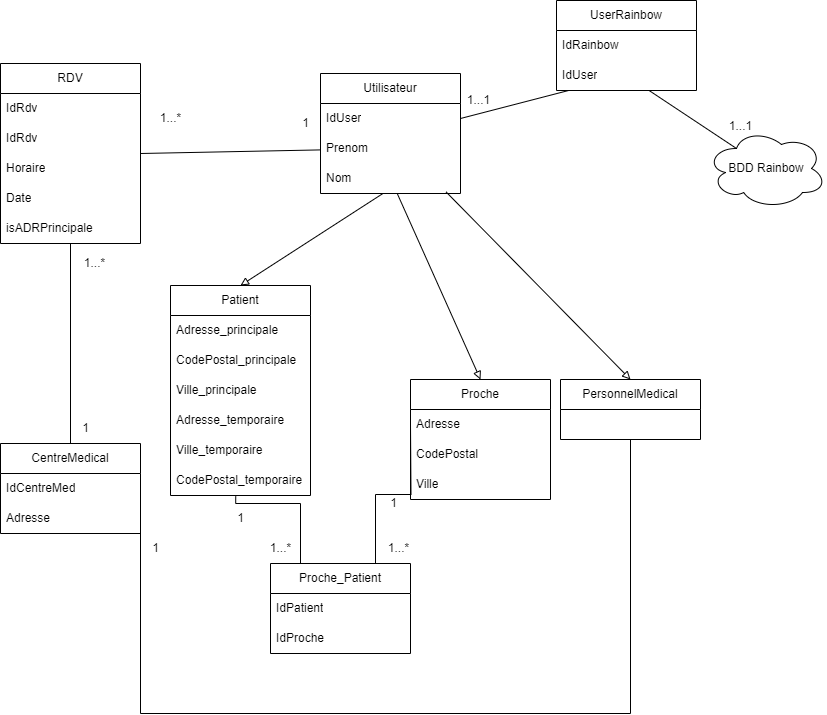 UserRainbow
IdRainbow
IdUser
RDV
IdRdv
IdRdv
Horaire
Date
isADRPrincipale
1...*
1
Utilisateur
IdUser
Prenom
Nom
1...1
1...1
BDD Rainbow
1...*
1
Patient
Adresse_principale
CodePostal_principale
Ville_principale
Adresse_temporaire
Ville_temporaire
CodePostal_temporaire
Proche
Adresse
CodePostal
Ville
PersonnelMedical
CentreMedical
IdCentreMed
Adresse
1
1
1
1...*
1...*
Proche_Patient
IdPatient
IdProche